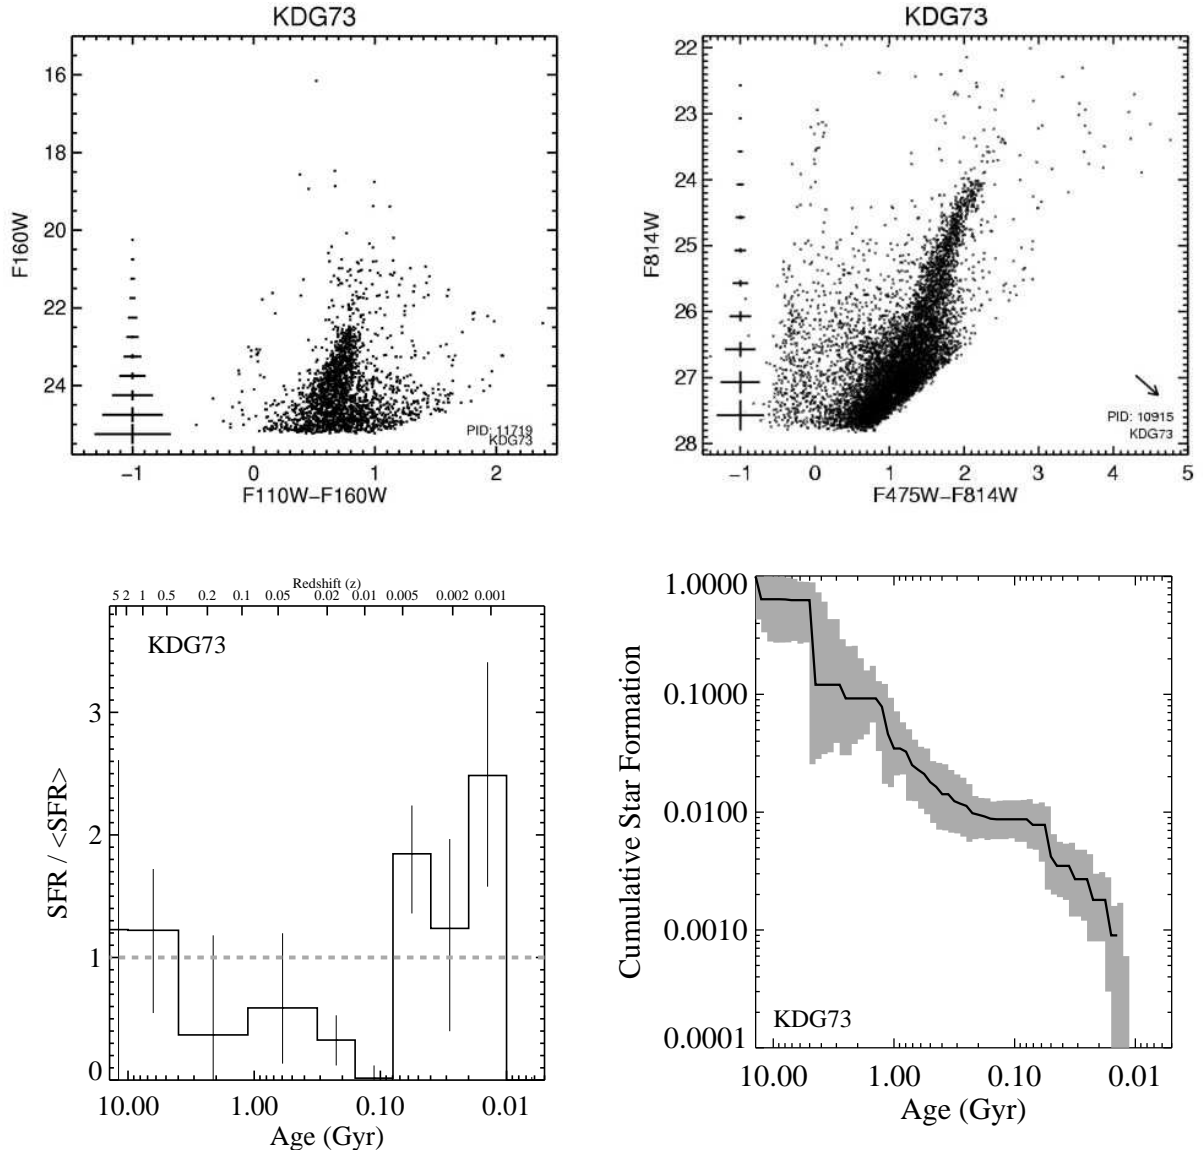 KDG73
16
18
20
22
24
F160W
−1
0
1
2
F110W−F160W
PID: 11719
KDG73
KDG73
22
23
24
25
26
27
28
F814W
−1
0
1
2
3
4
5
F475W−F814W
PID: 10915
KDG73
Redshift (z)
5 2 1 0.5 0.2 0.1 0.05 0.02 0.01 0.005 0.002 0.001
KDG73
3
2
1
0
SFR / <SFR>
10.00 1.00 0.10 0.01
Age (Gyr)
1.0000
0.1000
0.0100
0.0010
0.0001
Cumulative Star Formation
KDG73
10.00 1.00 0.10 0.01
Age (Gyr)